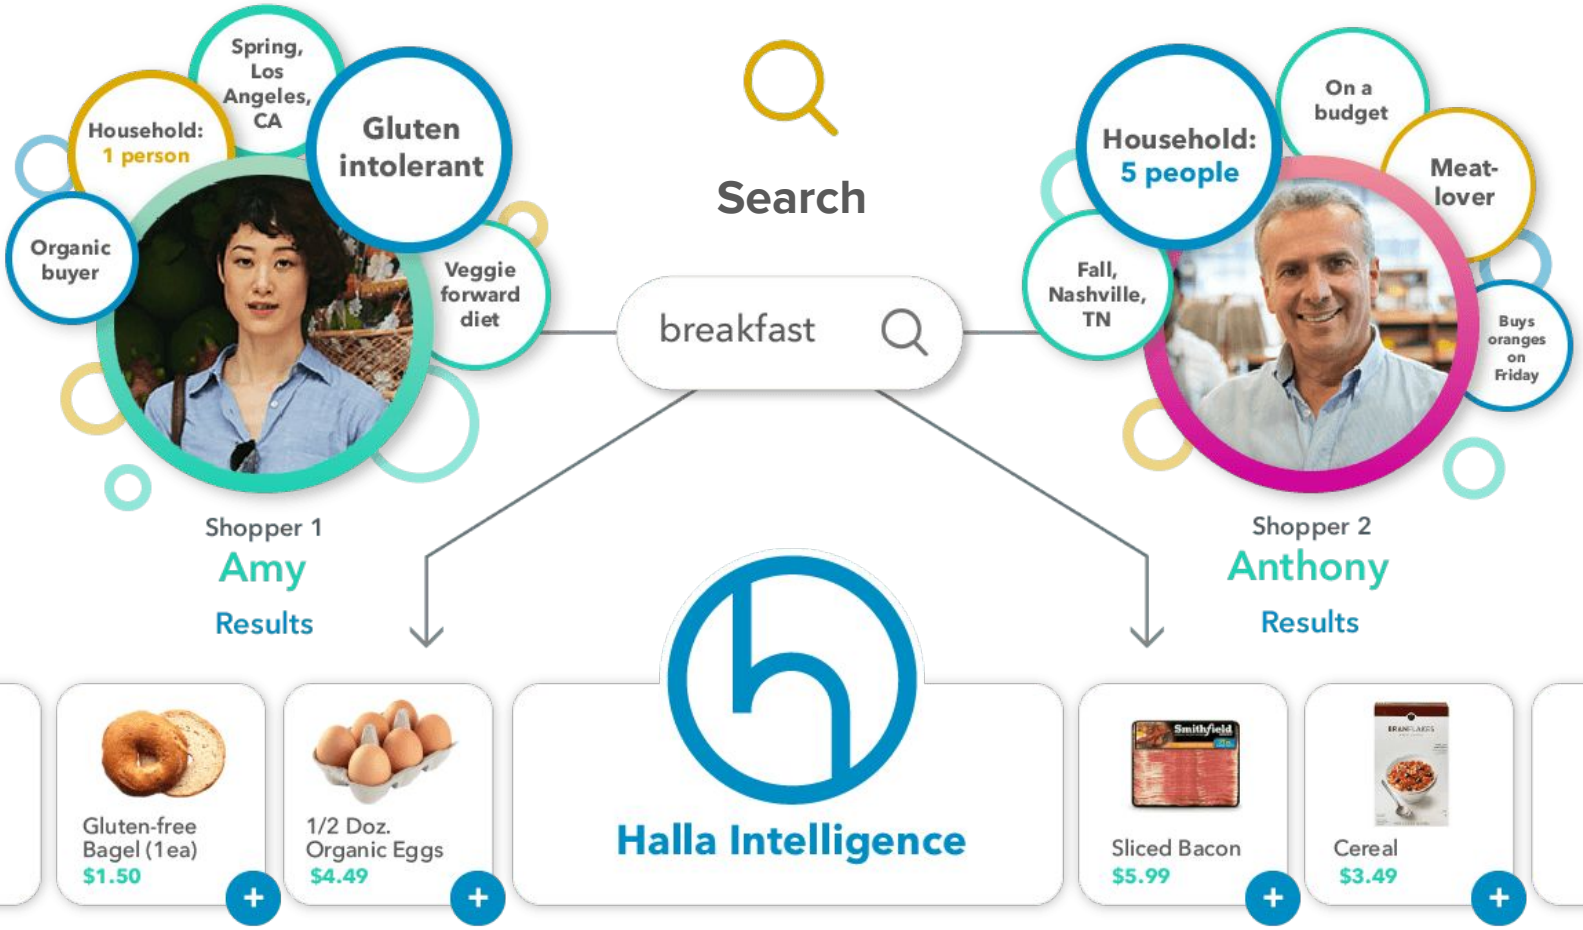 Spring,
Los
Angeles,
CA
Household:
1 person
Gluten
intolerant
Organic
buyer
Veggie
forward
diet
Search
breakfast
Household:
5 people
On a
budget
Meat-
lover
Fall,
Nashville,
TN
Buys
oranges
on
Friday
Shopper 1
Amy
Results
Shopper 2
Anthony
Results
Gluten-free
Bagel (1ea)
$1.50
+
1/2 Doz.
Organic Eggs
$4.49
+
Halla Intelligence
Smithfield
Sliced Bacon
$5.99
+
BRAN FLAKES
Cereal
$3.49
+